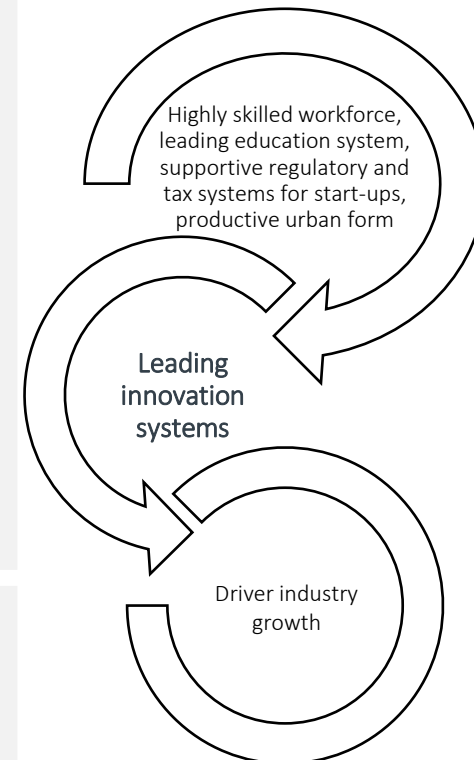 Highly skilled workforce,
leading education system,
supportive regulatory and
tax systems for start-ups,
productive urban form
Leading
innovation
systems
Driver industry
growth